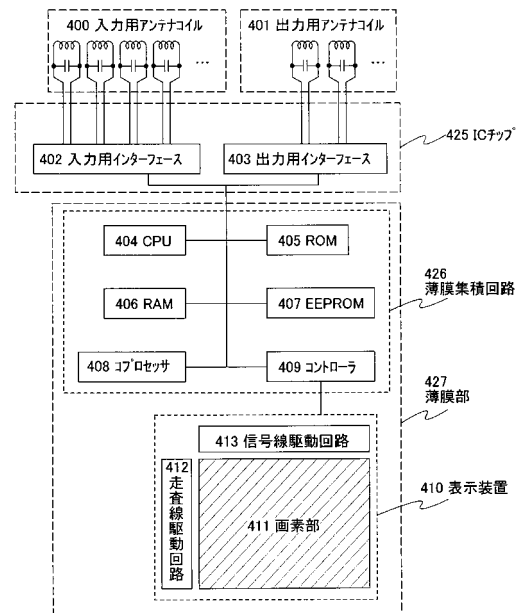 400 入力用アンテナコイル
401 出力用アンテナコイル
...
...
402 入力用インターフェース
403 出力用インターフェース
425 ICチップ
404 CPU
405 ROM
406 RAM
407 EEPROM
408 コプロセッサ
409 コントローラ
426
薄膜集積回路
427
薄膜部
413 信号線駆動回路
412
走査線駆動回路
411 画素部
410 表示装置